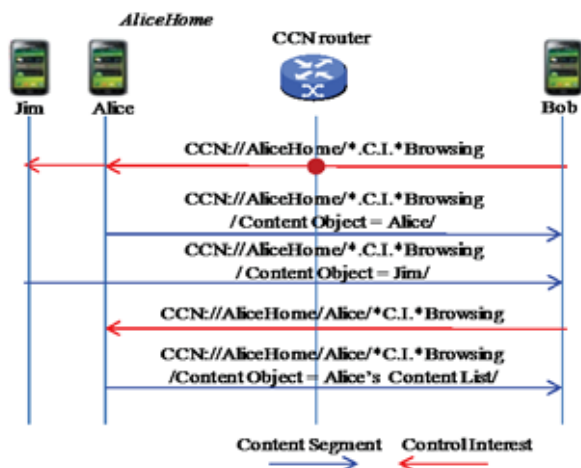 AliceHome
CCN router
Jim
Alice
Bob
CCN://AliceHome/*.C.I.*Browsing
CCN://AliceHome/*.C.I.*Browsing
/Content Object = Alice/
CCN://AliceHome/*.C.I.*Browsing
/Content Object = Jim/
CCN://AliceHome/Alice/*C.I.*Browsing
CCN://AliceHome/Alice/*C.I.*Browsing
/Content Object = Alice's Content List/
Content Segment
Control Interest